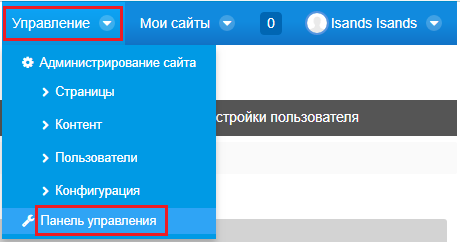 Управление Мои сайты 0 Isands Isands
Администрирование сайта
Страницы
Контент
стройки пользователя
Пользователи
Конфигурация
Панель управления